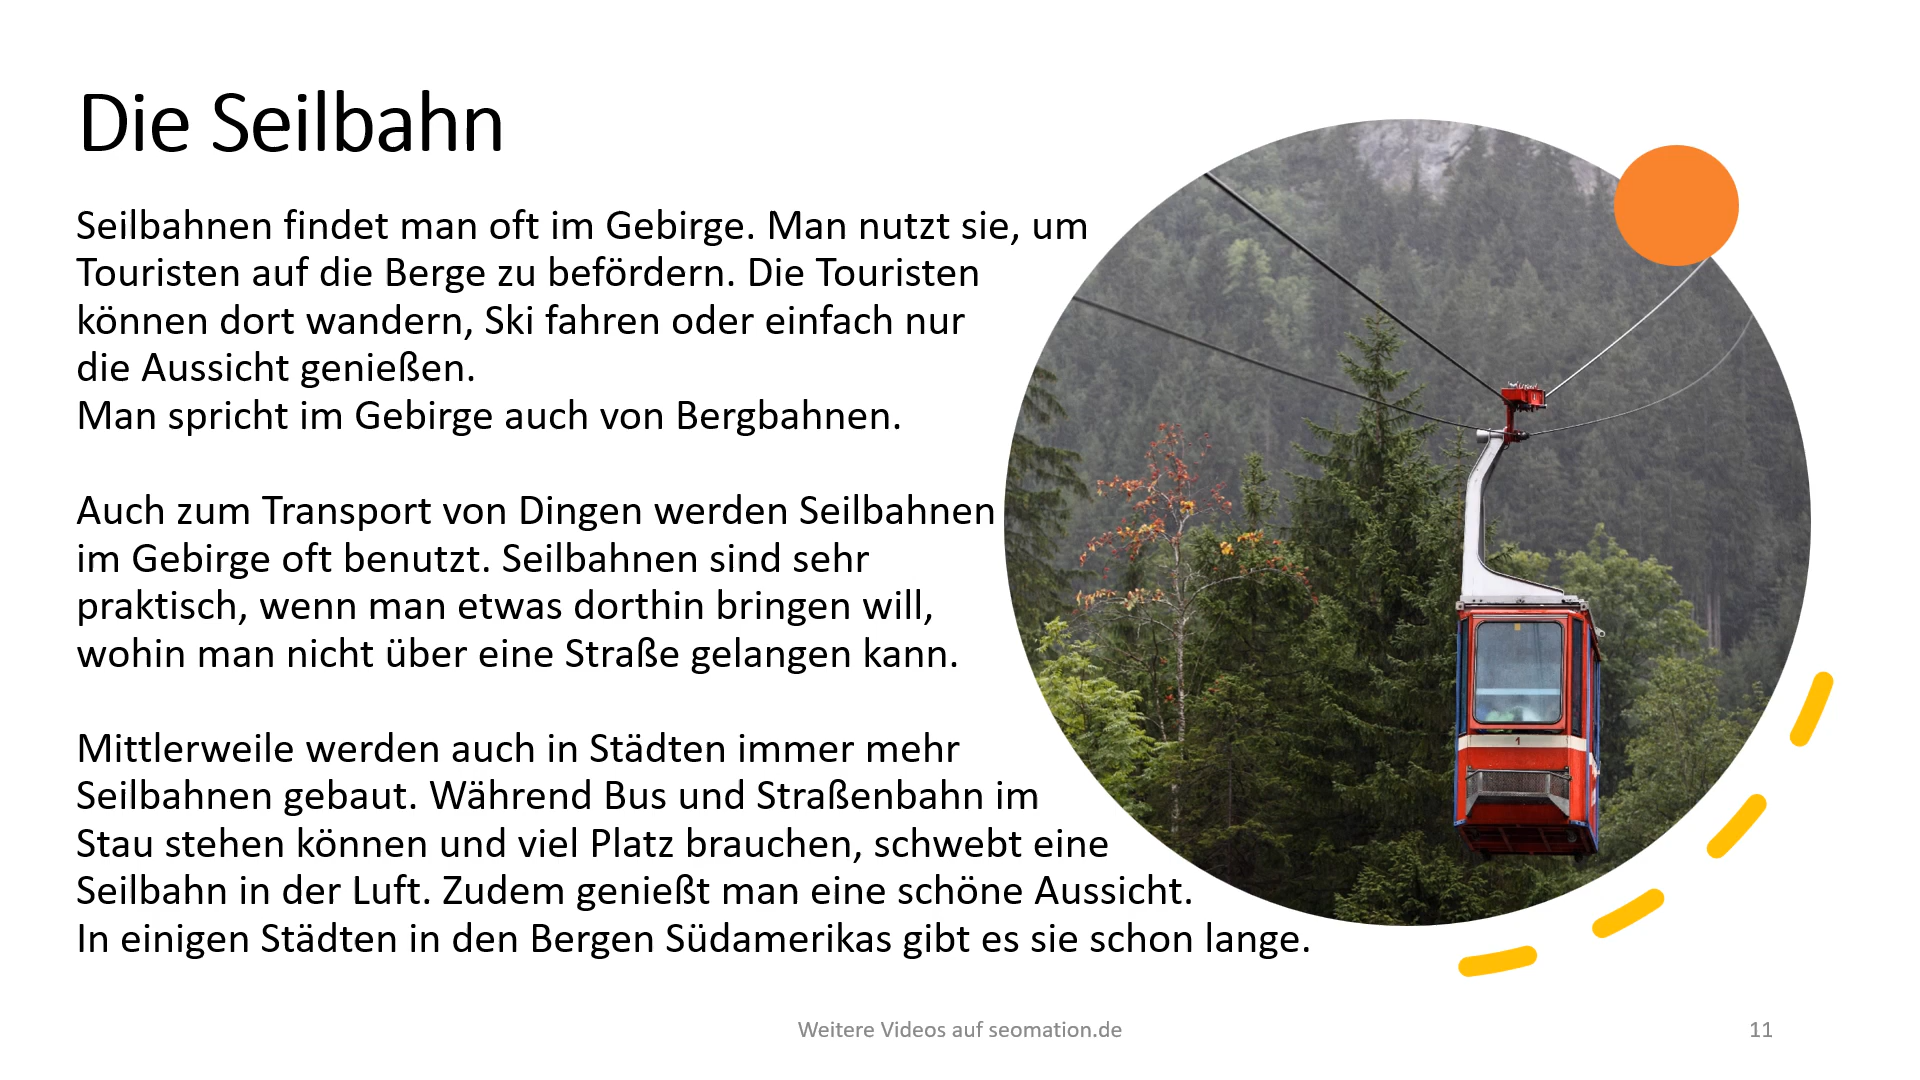 Die Seilbahn
Seilbahnen findet man oft im Gebirge. Man nutzt sie, um
Touristen auf die Berge zu befördern. Die Touristen
können dort wandern, Ski fahren oder einfach nur
die Aussicht genießen.
Man spricht im Gebirge auch von Bergbahnen.
Auch zum Transport von Dingen werden Seilbahnen
im Gebirge oft benutzt. Seilbahnen sind sehr
praktisch, wenn man etwas dorthin bringen will,
wohin man nicht über eine Straße gelangen kann.
Mittlerweile werden auch in Städten immer mehr
Seilbahnen gebaut. Während Bus und Straßenbahn im
Stau stehen können und viel Platz brauchen, schwebt eine
Seilbahn in der Luft. Zudem genießt man eine schöne Aussicht.
In einigen Städten in den Bergen Südamerikas gibt es sie schon lange.
1
Weitere Videos auf seomation.de
11